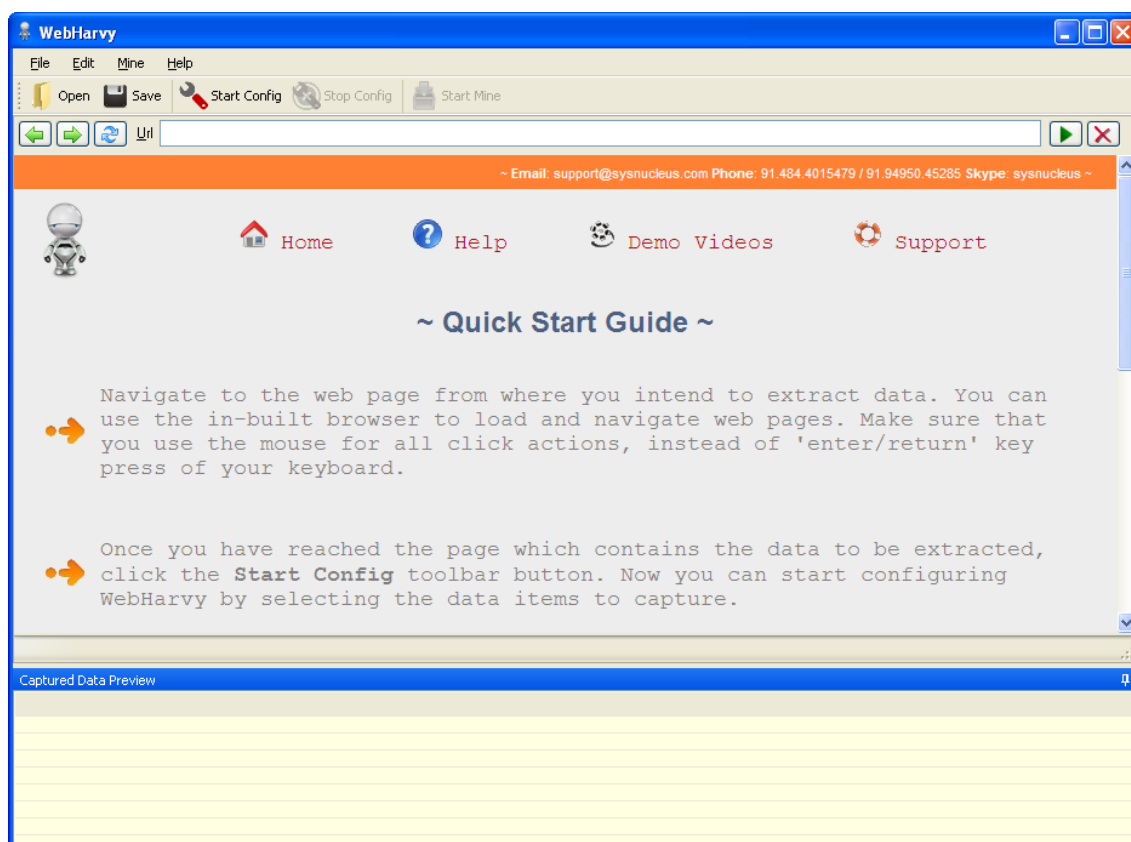 WebHarvy
File Edit Mine Help
Open Save Start Config Stop Config Start Mine
Url
~ Email: support@sysnucleus.com Phone: 91.484.4015479 / 91.94950.45285 Skype: sysnucleus ~
Home Help Demo Videos Support
~ Quick Start Guide ~
Navigate to the web page from where you intend to extract data. You can
use the in-built browser to load and navigate web pages. Make sure that
you use the mouse for all click actions, instead of 'enter/return' key
press of your keyboard.
Once you have reached the page which contains the data to be extracted,
click the Start Config toolbar button. Now you can start configuring
WebHarvy by selecting the data items to capture.
Captured Data Preview